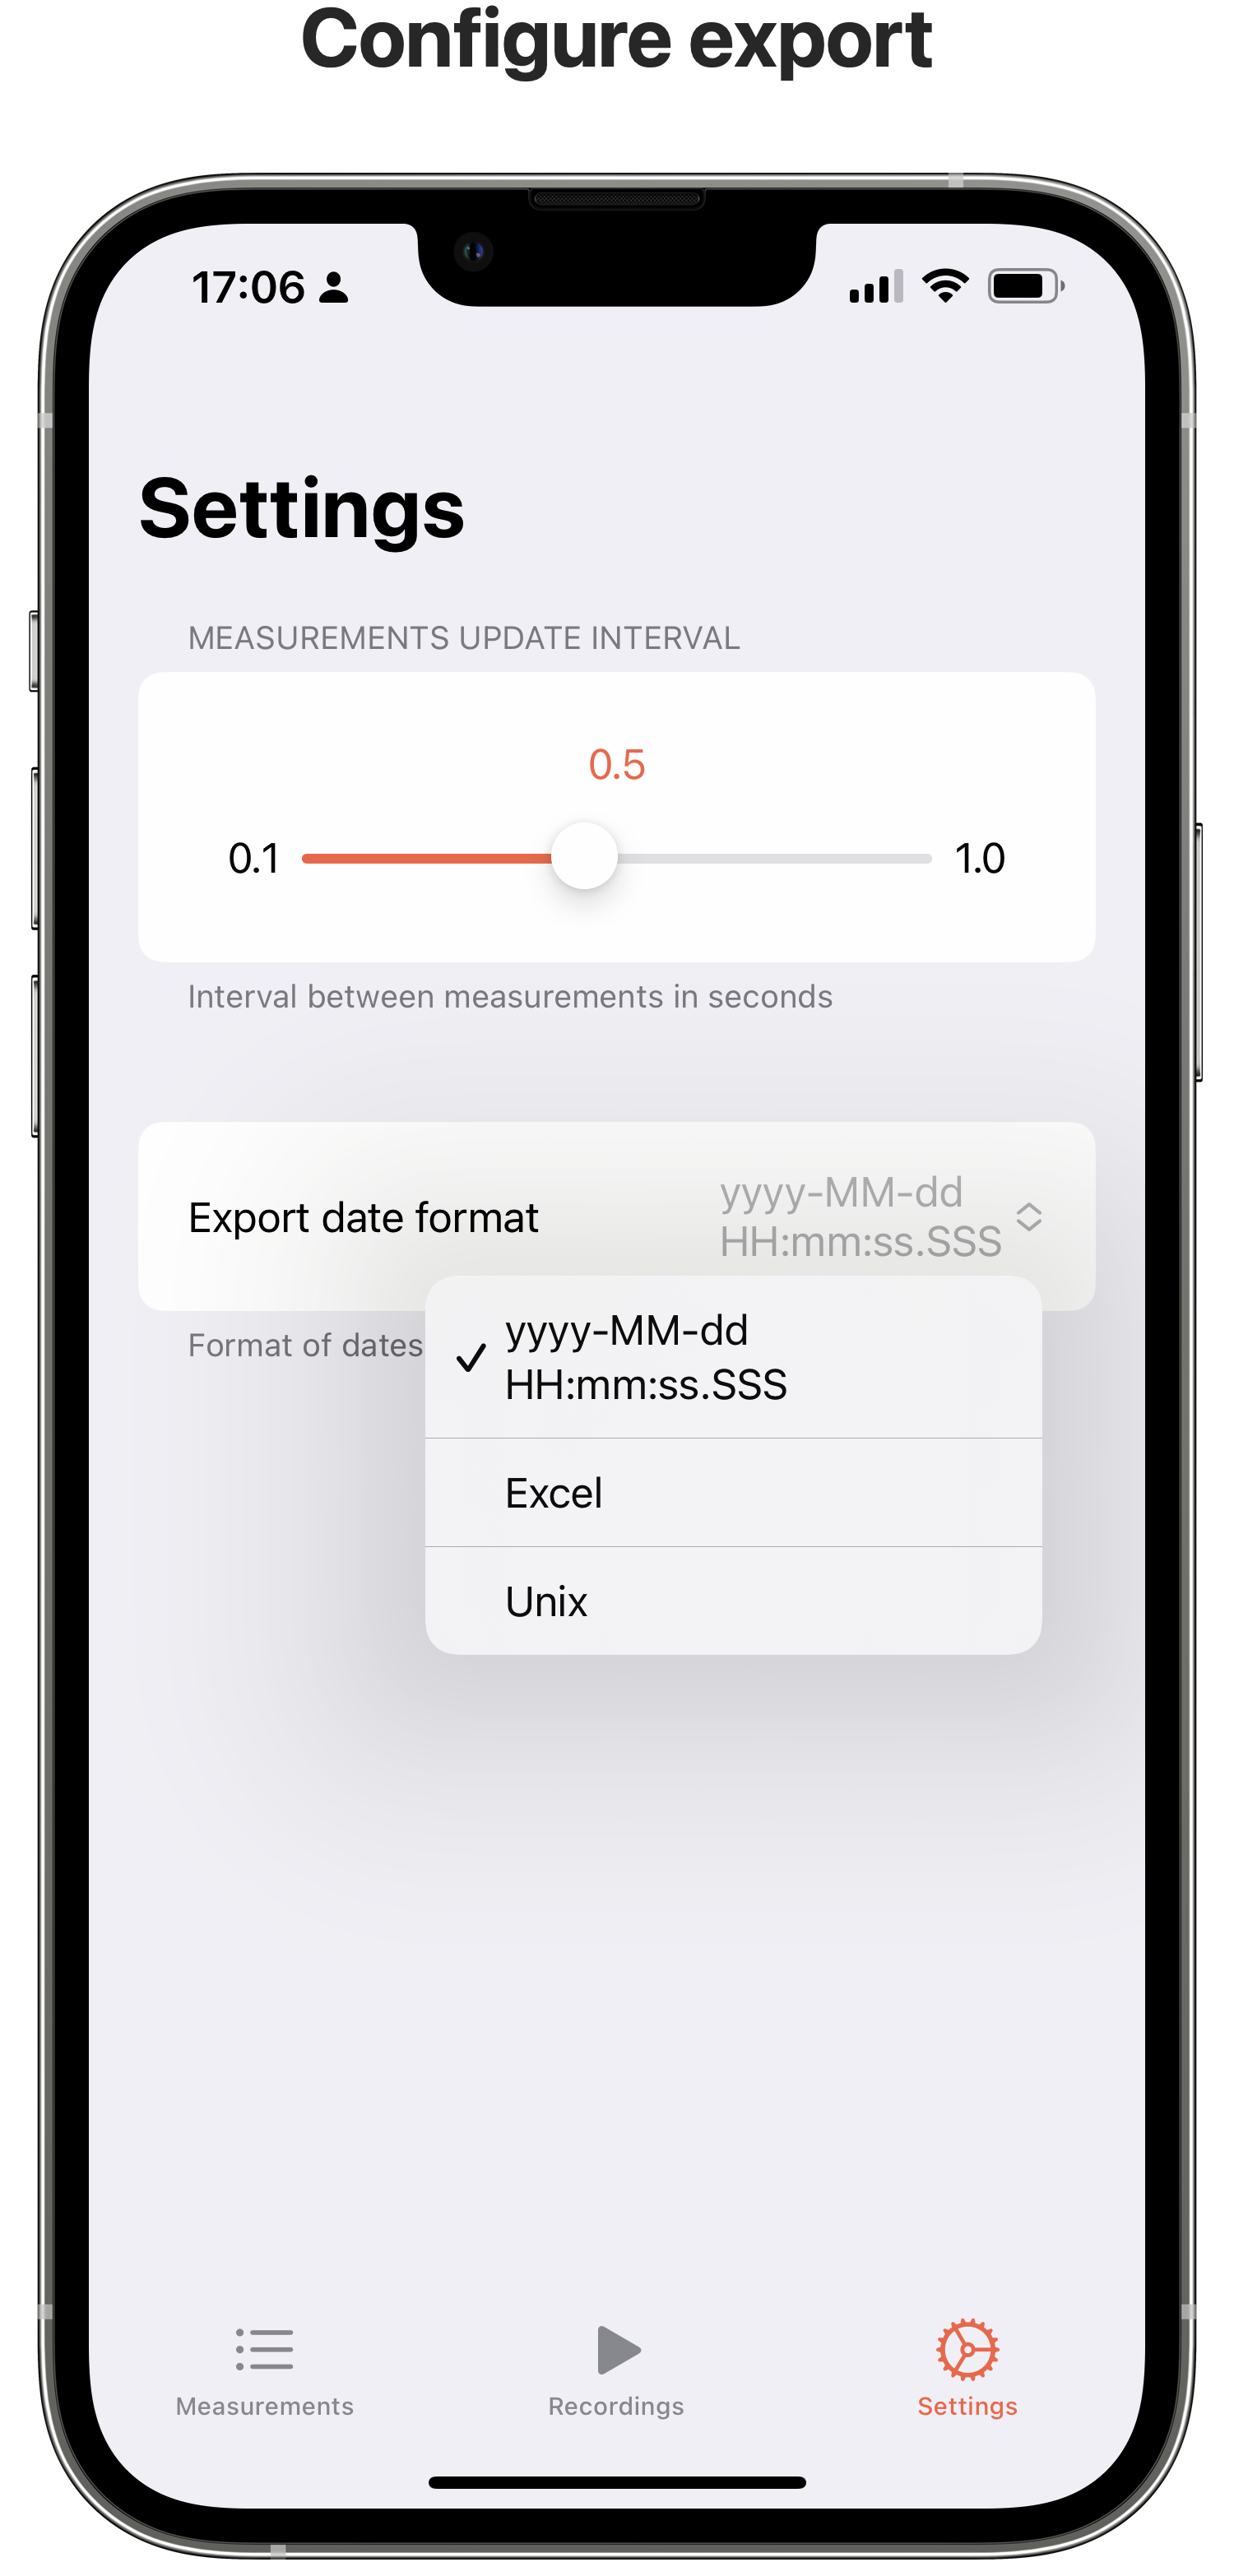 Configure export
17:06
Settings
MEASUREMENTS UPDATE INTERVAL
0.5
0.1
1.0
Interval between measurements in seconds
Export date format
yyyy-MM-dd
HH:mm:ss.SSS
Format of dates
yyyy-MM-dd
HH:mm:ss.SSS
Excel
Unix
Measurements
Recordings
Settings